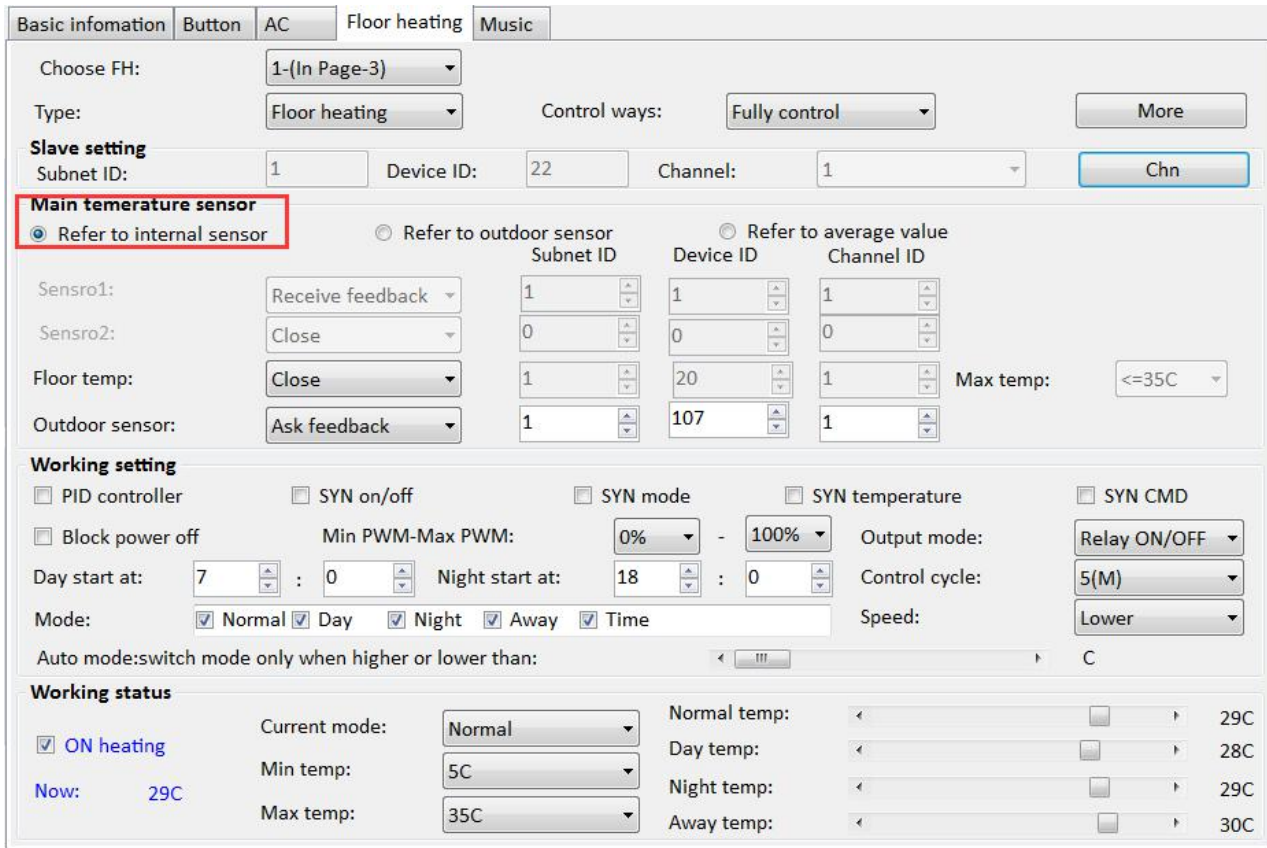 Basic infomation Button AC Floor heating Music
Choose FH: 1-(In Page-3)
Type: Floor heating Control ways: Fully control More
Slave setting
Subnet ID: 1 Device ID: 22 Channel: 1 Chn
Main temerature sensor
Refer to internal sensor Refer to outdoor sensor Refer to average value
Subnet ID Device ID Channel ID
Sensro1: Receive feedback 1 1 1
Sensro2: Close 0 0 0
Floor temp: Close 1 20 1 Max temp: <=35C
Outdoor sensor: Ask feedback 1 107 1
Working setting
PID controller SYN on/off SYN mode SYN temperature SYN CMD
Block power off Min PWM-Max PWM: 0% - 100% Output mode: Relay ON/OFF
Day start at: 7 : 0 Night start at: 18 : 0 Control cycle: 5(M)
Mode: Normal Day Night Away Time Speed: Lower
Auto mode:switch mode only when higher or lower than: C
Working status
ON heating Current mode: Normal Normal temp: 29C
Min temp: 5C Day temp: 28C
Now: 29C Night temp: 29C
Max temp: 35C Away temp: 30C